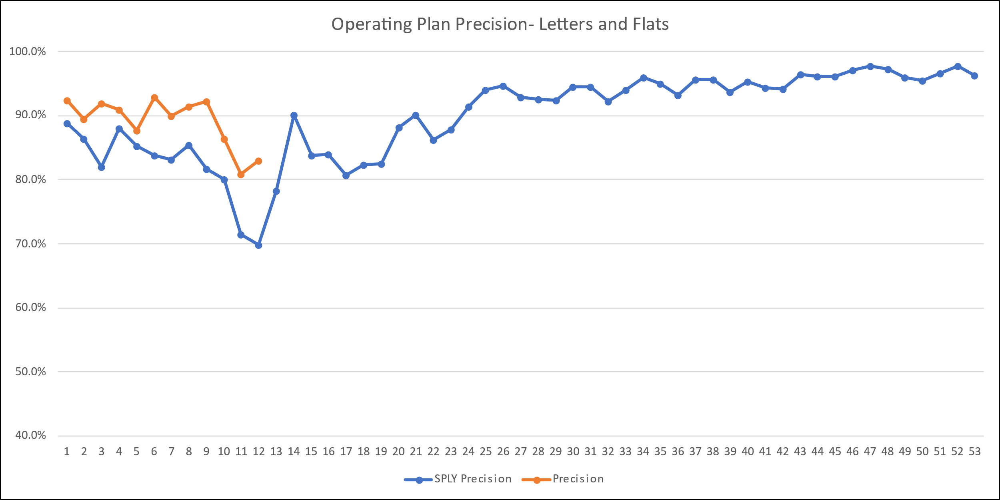 Operating Plan Precision- Letters and Flats
100.0%
90.0%
80.0%
70.0%
60.0%
50.0%
40.0%
1 2 3 4 5 6 7 8 9 10 11 12 13 14 15 16 17 18 19 20 21 22 23 24 25 26 27 28 29 30 31 32 33 34 35 36 37 38 39 40 41 42 43 44 45 46 47 48 49 50 51 52 53
SPLY Precision Precision